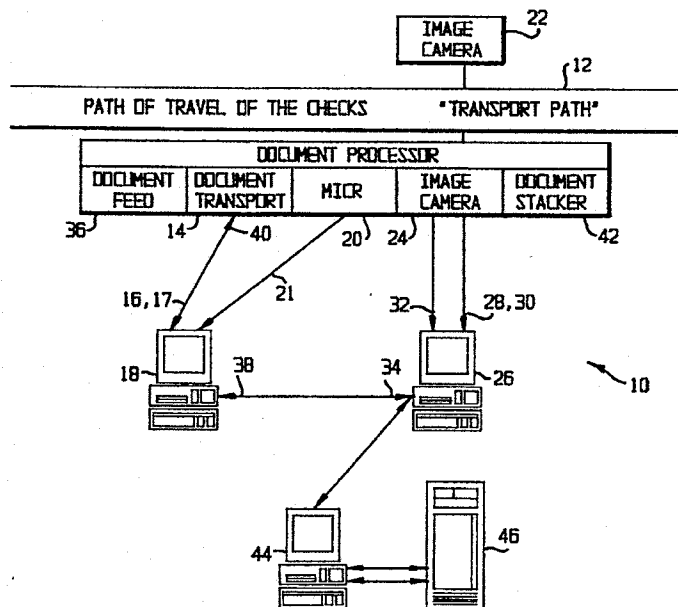 IMAGE
CAMERA
22
12
PATH OF TRAVEL OF THE CHECKS "TRANSPORT PATH"
DOCUMENT PROCESSOR
DOCUMENT FEED
DOCUMENT TRANSPORT
MICR
IMAGE CAMERA
DOCUMENT STACKER
36
14
40
20
24
42
16,17
21
32
28,30
18
38
34
26
10
44
46